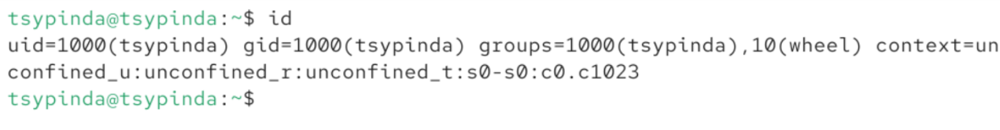 tsypinda@tsypinda:~$ id
uid=1000(tsypinda) gid=1000(tsypinda) groups=1000(tsypinda),10(wheel) context=un
confined_u:unconfined_r:unconfined_t:s0-s0:c0.c1023
tsypinda@tsypinda:~$